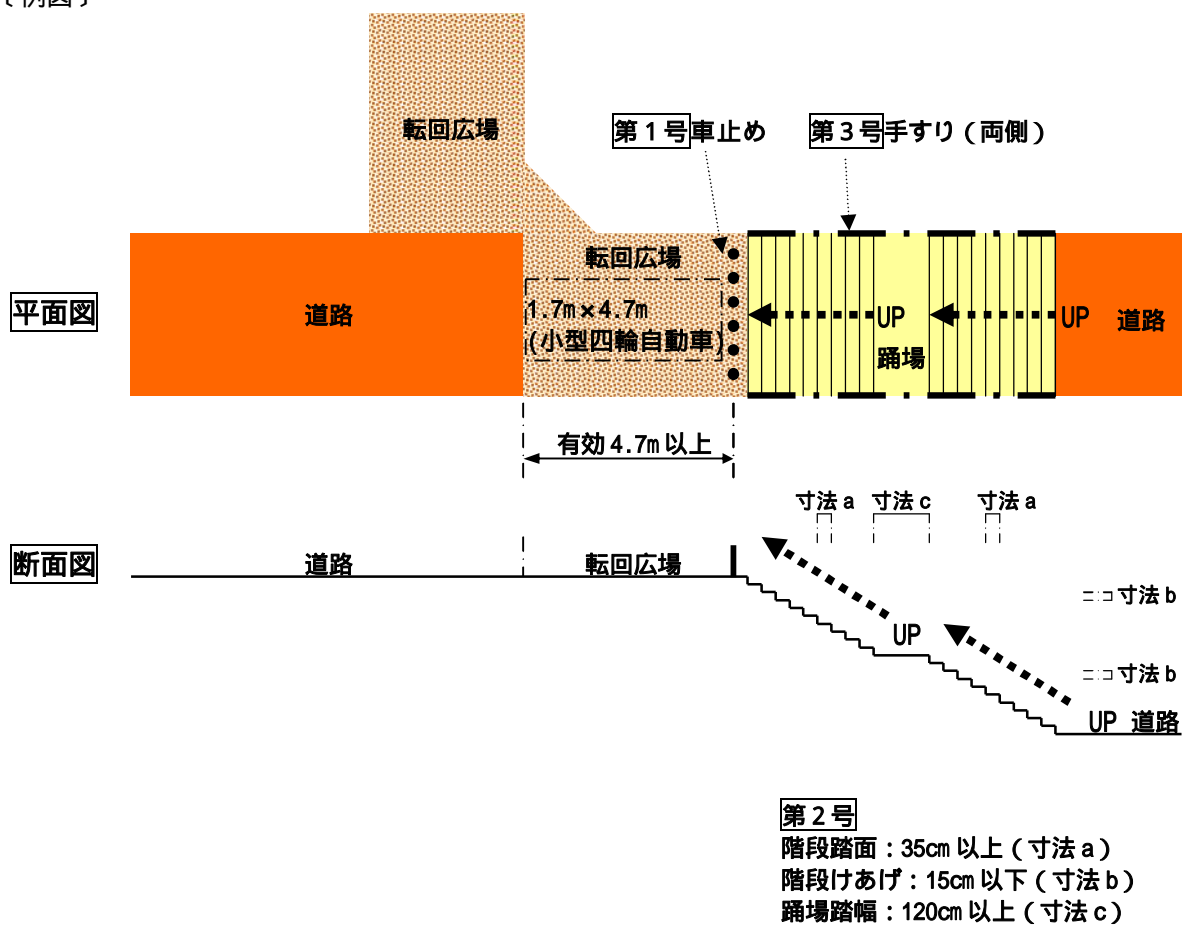 〔例図〕
転回広場
第1号車止め
第3号手すり（両側）
転回広場
平面図
道路
1.7m×4.7m
(小型四輪自動車)
UP
踊場
UP
道路
有効4.7m以上
寸法a
寸法c
寸法a
断面図
道路
転回広場
寸法b
UP
寸法b
UP
道路
第2号
階段踏面：35cm以上（寸法a）
階段けあげ：15cm以下（寸法b）
踊場踏幅：120cm以上（寸法c）